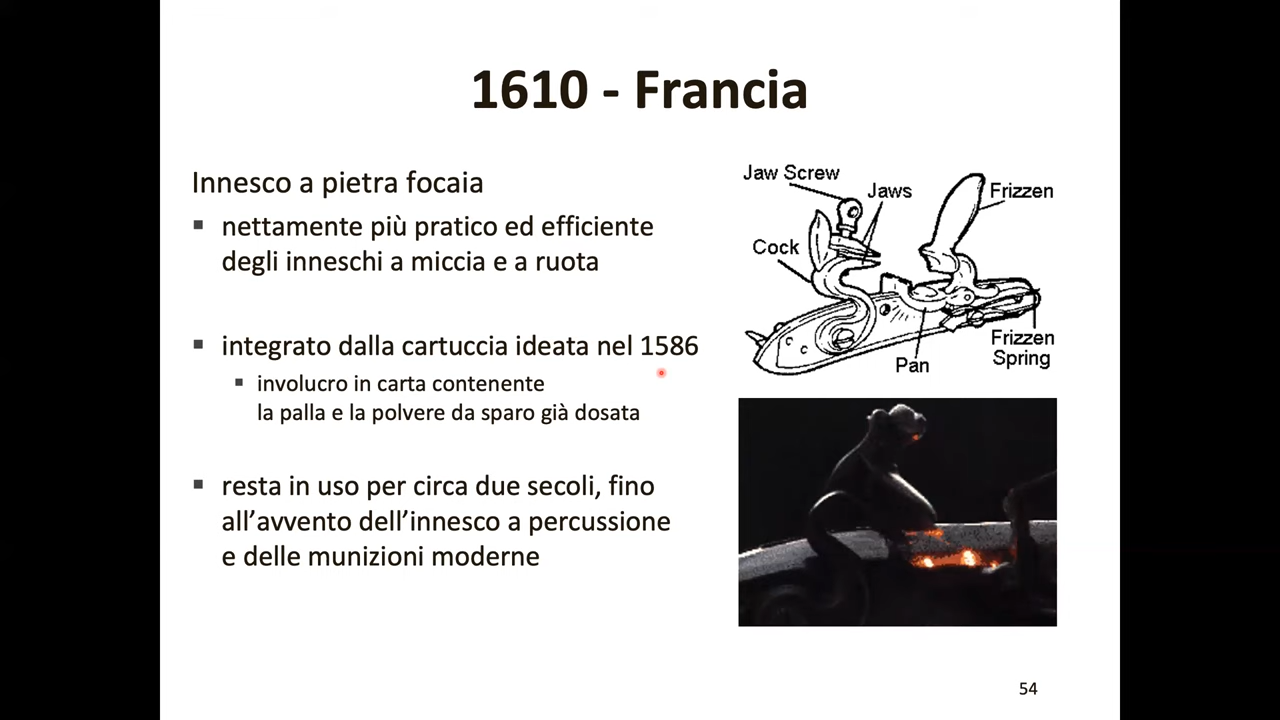 1610 - Francia
Innesco a pietra focaia
▪ nettamente più pratico ed efficiente
degli inneschi a miccia e a ruota
▪ integrato dalla cartuccia ideata nel 1586
▪ involucro in carta contenente
la palla e la polvere da sparo già dosata
▪ resta in uso per circa due secoli, fino
all’avvento dell’innesco a percussione
e delle munizioni moderne
Jaw Screw
Jaws
Frizzen
Cock
Frizzen
Spring
Pan
54